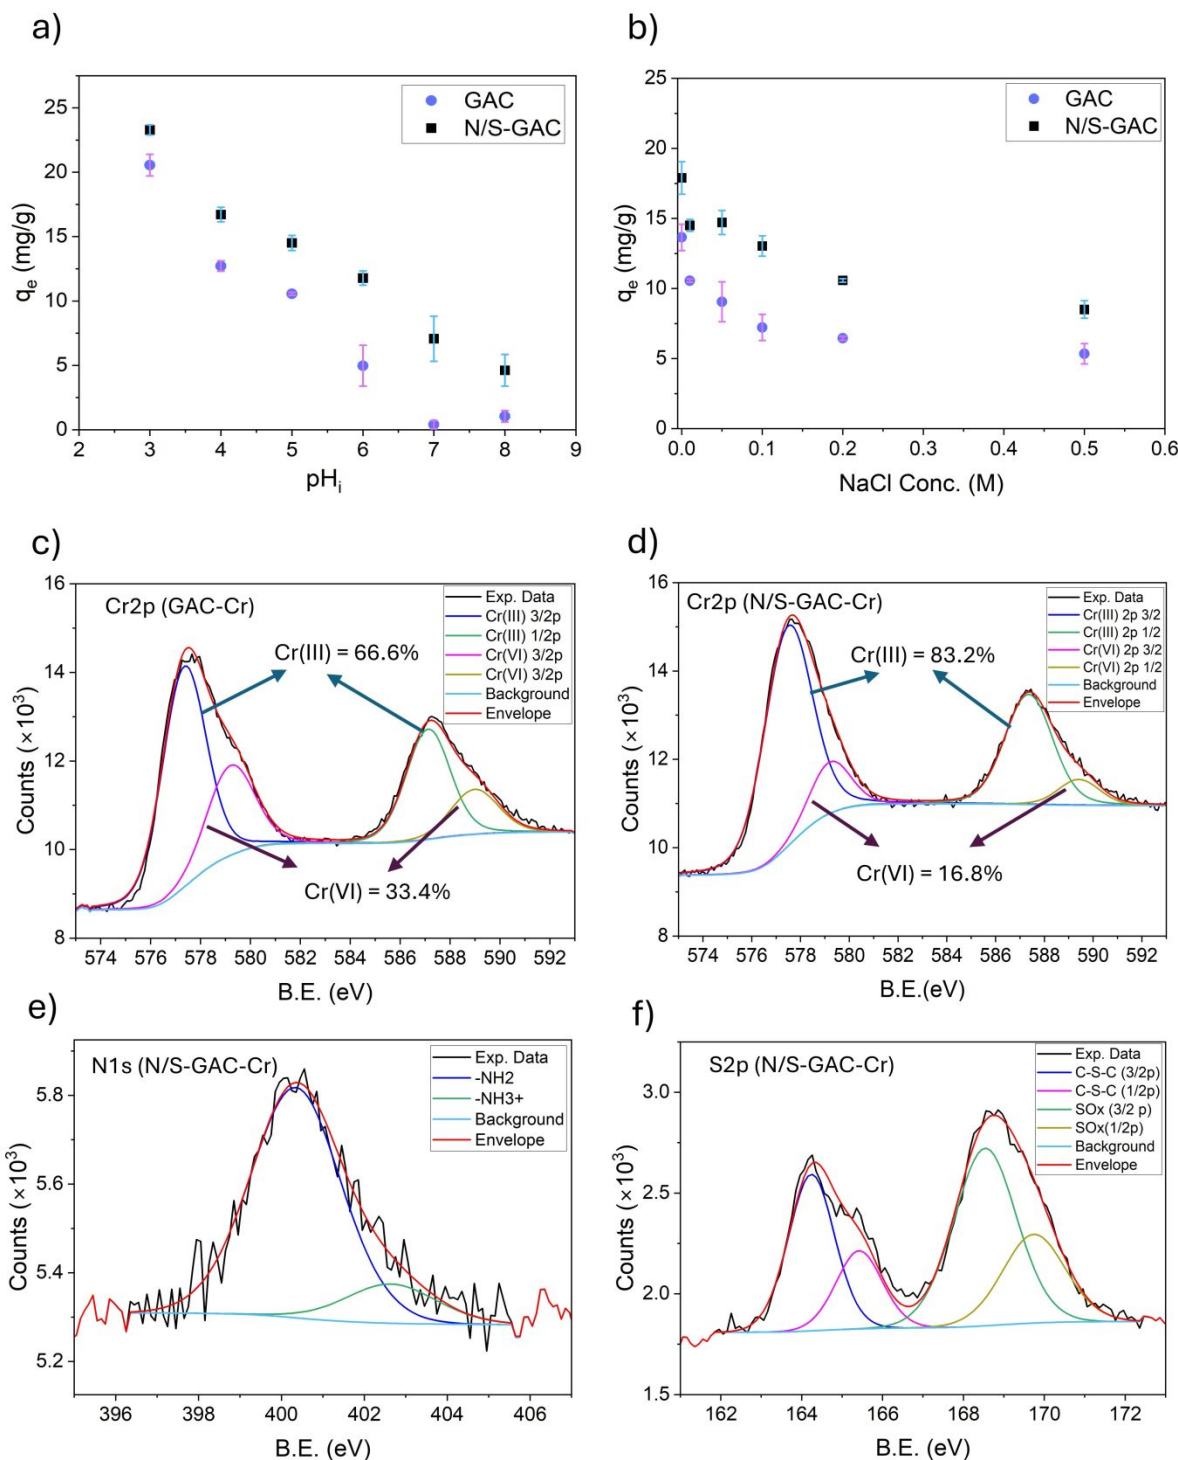 a)
GAC
N/S-GAC
25
20
15
10
5
0
qₑ (mg/g)
2 3 4 5 6 7 8 9
pHᵢ
b)
GAC
N/S-GAC
25
20
15
10
5
0
qₑ (mg/g)
0.0 0.1 0.2 0.3 0.4 0.5 0.6
NaCl Conc. (M)
c)
Cr2p (GAC-Cr)
Exp. Data
Cr(III) 3/2p
Cr(III) 1/2p
Cr(VI) 3/2p
Cr(VI) 3/2p
Background
Envelope
Cr(III) = 66.6%
Cr(VI) = 33.4%
16
14
12
10
8
Counts (×10³)
574 576 578 580 582 584 586 588 590 592
B.E. (eV)
d)
Cr2p (N/S-GAC-Cr)
Exp. Data
Cr(III) 2p 3/2
Cr(III) 2p 1/2
Cr(VI) 2p 3/2
Cr(VI) 2p 1/2
Background
Envelope
Cr(III) = 83.2%
Cr(VI) = 16.8%
16
14
12
10
8
Counts (×10³)
574 576 578 580 582 584 586 588 590 592
B.E.(eV)
e)
N1s (N/S-GAC-Cr)
Exp. Data
-NH2
-NH3+
Background
Envelope
5.8
5.6
5.4
5.2
Counts (×10³)
396 398 400 402 404 406
B.E. (eV)
f)
S2p (N/S-GAC-Cr)
Exp. Data
C-S-C (3/2p)
C-S-C (1/2p)
SOx (3/2 p)
SOx(1/2p)
Background
Envelope
3.0
2.5
2.0
1.5
Counts (×10³)
162 164 166 168 170 172
B.E. (eV)